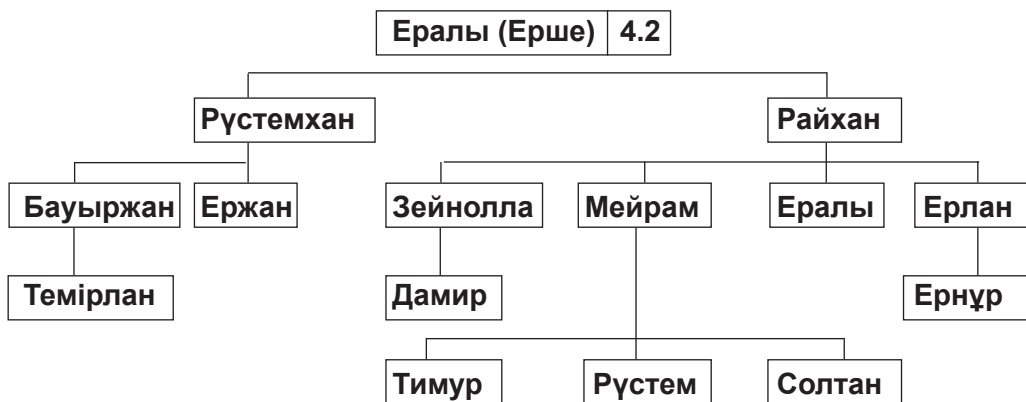 Ералы (Ерше) 4.2
Рүстемхан Райхан
Бауыржан Ержан Зейнолла Мейрам Ералы Ерлан
Темірлан Дамир Ернұр
Тимур Рүстем Солтан